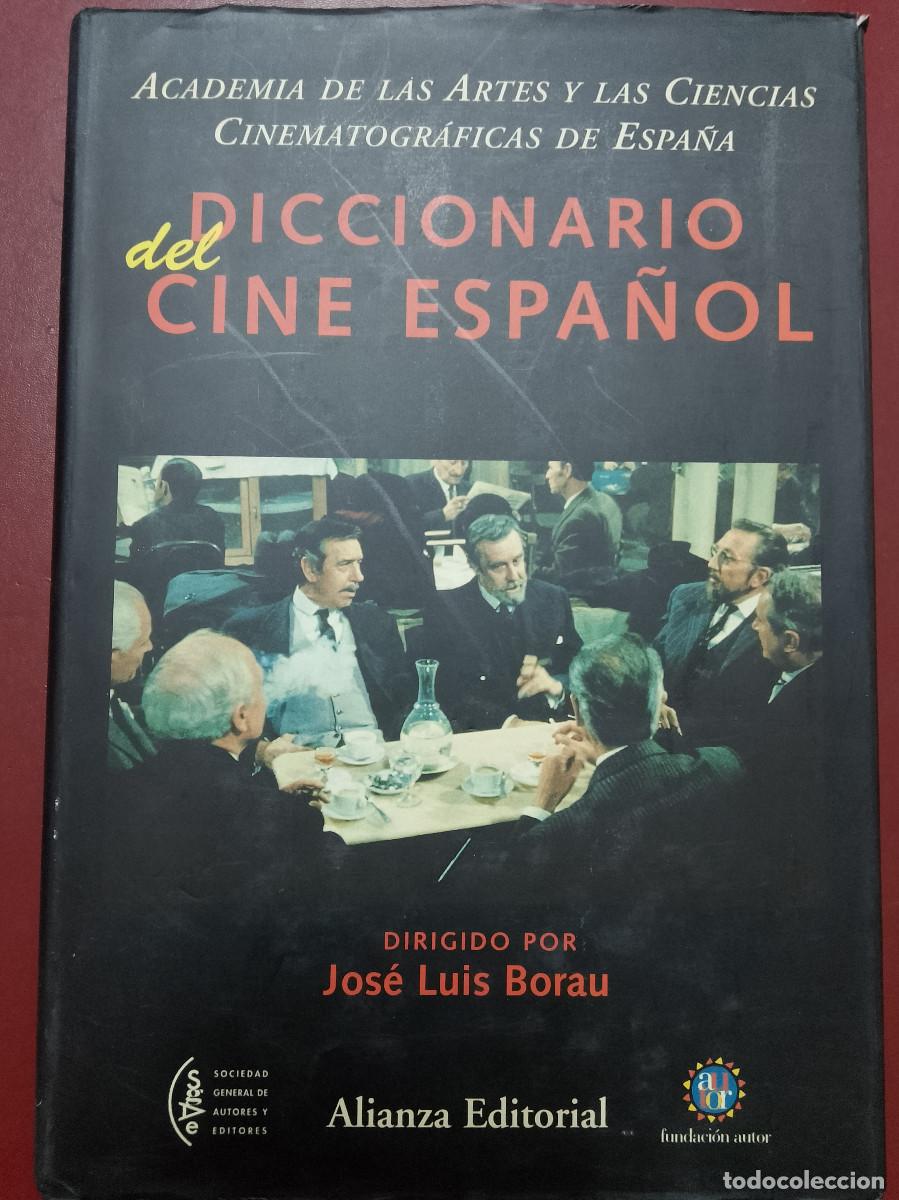 ACADEMIA DE LAS ARTES Y LAS CIENCIAS
CINEMATOGRÁFICAS DE ESPAÑA
DICCIONARIO
del
CINE ESPAÑOL
DIRIGIDO POR
José Luis Borau
SGAE
SOCIEDAD
GENERAL DE
AUTORES Y
EDITORES
Alianza Editorial
autor
fundación autor
todocoleccion